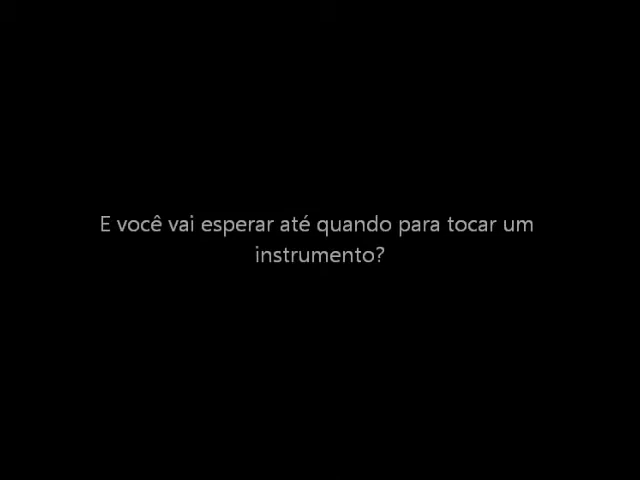 E você vai esperar até quando para tocar um
instrumento?